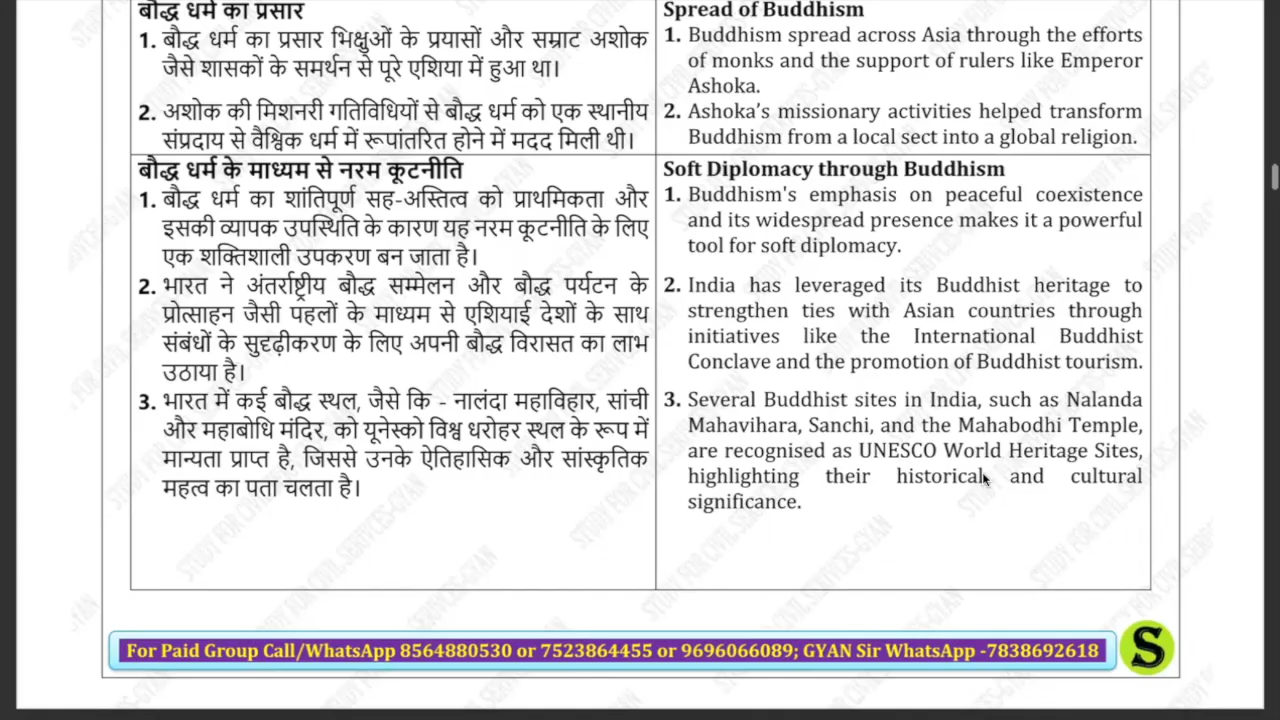 बौद्ध धर्म का प्रसार
1. बौद्ध धर्म का प्रसार भिक्षुओं के प्रयासों और सम्राट अशोक
जैसे शासकों के समर्थन से पूरे एशिया में हुआ था।
2. अशोक की मिशनरी गतिविधियों से बौद्ध धर्म को एक स्थानीय
संप्रदाय से वैश्विक धर्म में रूपांतरित होने में मदद मिली थी।
Spread of Buddhism
1. Buddhism spread across Asia through the efforts
of monks and the support of rulers like Emperor
Ashoka.
2. Ashoka's missionary activities helped transform
Buddhism from a local sect into a global religion.
बौद्ध धर्म के माध्यम से नरम कूटनीति
1. बौद्ध धर्म का शांतिपूर्ण सह-अस्तित्व को प्राथमिकता और
इसकी व्यापक उपस्थिति के कारण यह नरम कूटनीति के लिए
एक शक्तिशाली उपकरण बन जाता है।
2. भारत ने अंतर्राष्ट्रीय बौद्ध सम्मेलन और बौद्ध पर्यटन के
प्रोत्साहन जैसी पहलों के माध्यम से एशियाई देशों के साथ
संबंधों के सुदृढ़ीकरण के लिए अपनी बौद्ध विरासत का लाभ
उठाया है।
3. भारत में कई बौद्ध स्थल, जैसे कि - नालंदा महाविहार, सांची
और महाबोधि मंदिर, को यूनेस्को विश्व धरोहर स्थल के रूप में
मान्यता प्राप्त है, जिससे उनके ऐतिहासिक और सांस्कृतिक
महत्व का पता चलता है।
Soft Diplomacy through Buddhism
1. Buddhism's emphasis on peaceful coexistence
and its widespread presence makes it a powerful
tool for soft diplomacy.
2. India has leveraged its Buddhist heritage to
strengthen ties with Asian countries through
initiatives like the International Buddhist
Conclave and the promotion of Buddhist tourism.
3. Several Buddhist sites in India, such as Nalanda
Mahavihara, Sanchi, and the Mahabodhi Temple,
are recognised as UNESCO World Heritage Sites,
highlighting their historical and cultural
significance.
STUDY FOR CIVIL SERVICES-GYAN
For Paid Group Call/WhatsApp 8564880530 or 7523864455 or 9696066089; GYAN Sir WhatsApp -7838692618
S